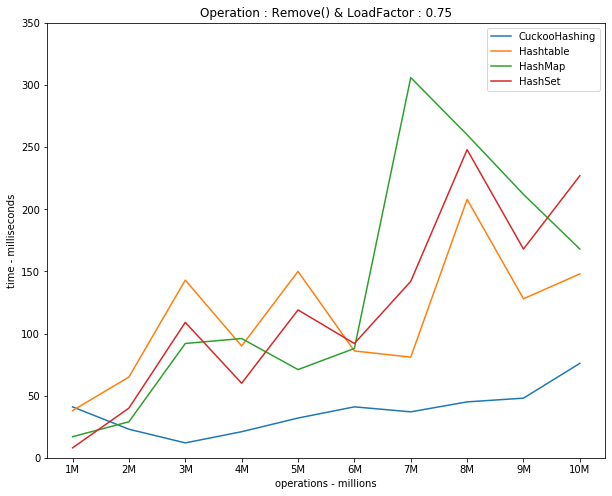 Operation : Remove() & LoadFactor : 0.75
CuckooHashing
Hashtable
HashMap
HashSet
time - milliseconds
350
300
250
200
150
100
50
0
1M 2M 3M 4M 5M 6M 7M 8M 9M 10M
operations - millions